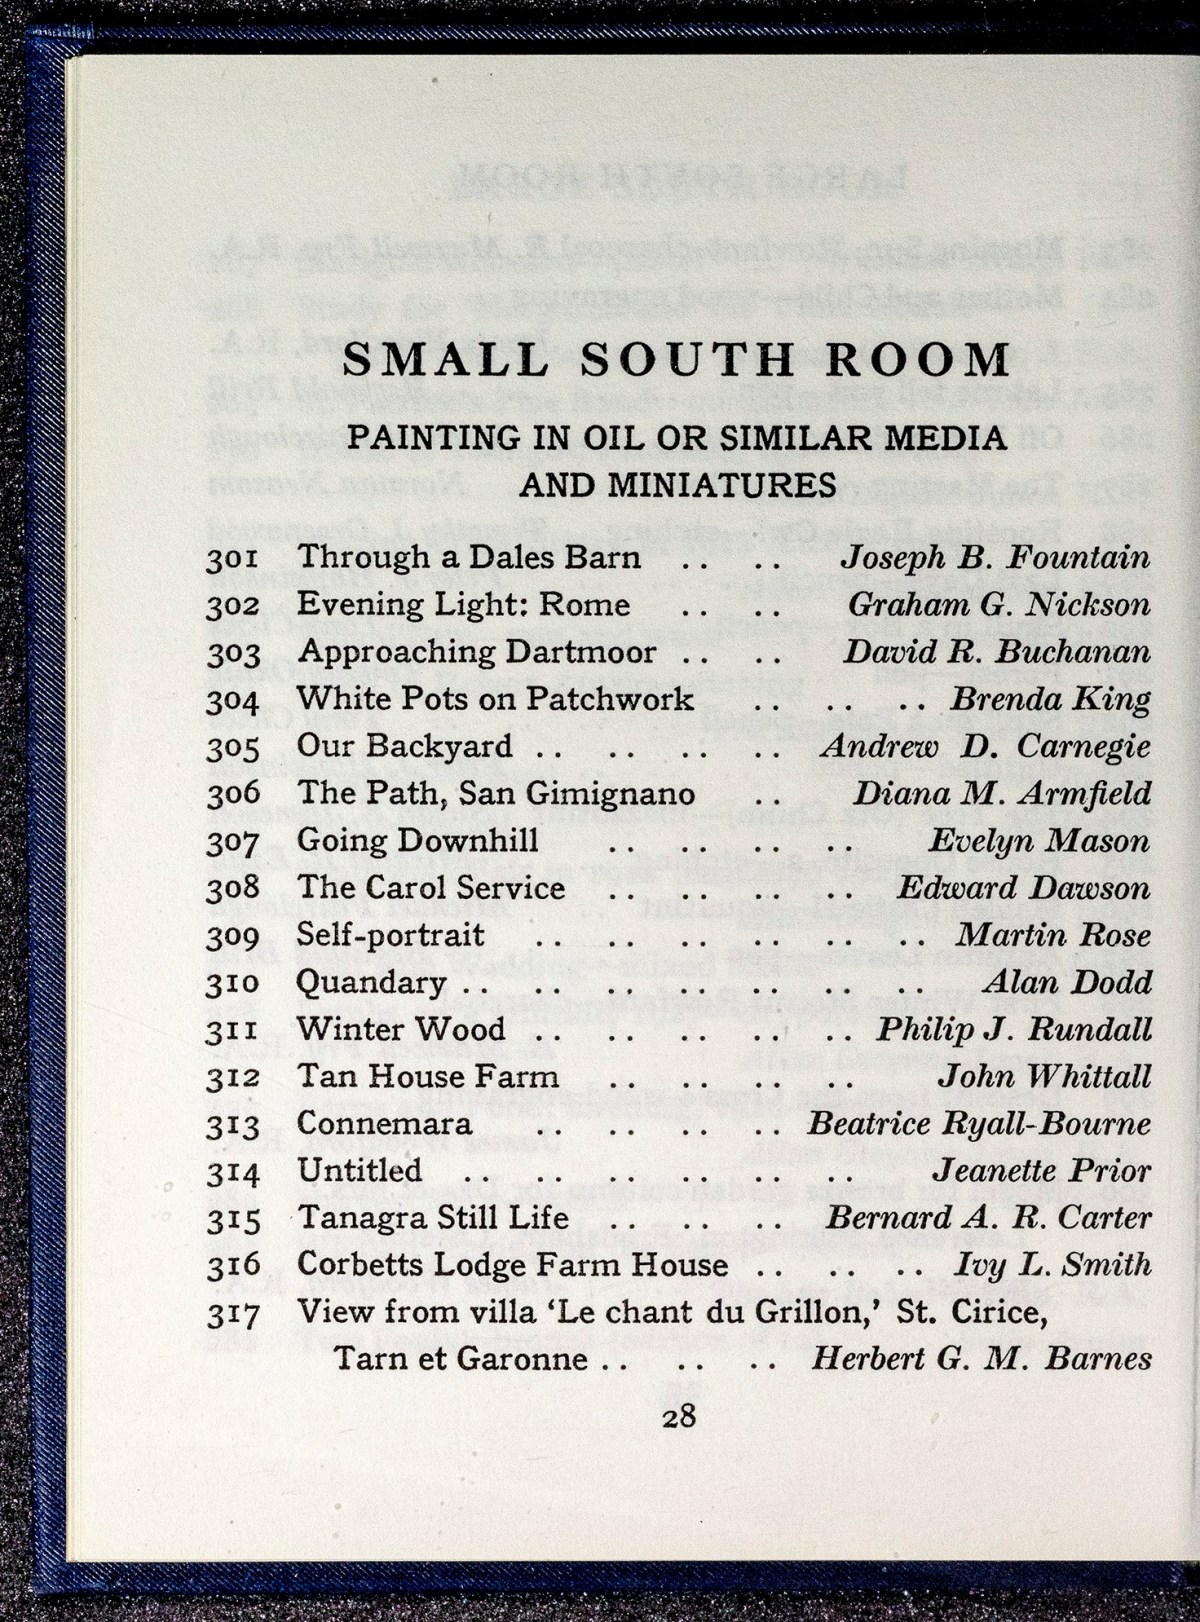 SMALL SOUTH ROOM
PAINTING IN OIL OR SIMILAR MEDIA
AND MINIATURES
301 Through a Dales Barn .. .. Joseph B. Fountain
302 Evening Light: Rome .. .. Graham G. Nickson
303 Approaching Dartmoor .. .. David R. Buchanan
304 White Pots on Patchwork .. .. .. Brenda King
305 Our Backyard .. .. .. .. Andrew D. Carnegie
306 The Path, San Gimignano .. Diana M. Armfield
307 Going Downhill .. .. .. .. Evelyn Mason
308 The Carol Service .. .. .. .. Edward Dawson
309 Self-portrait .. .. .. .. .. .. Martin Rose
310 Quandary .. .. .. .. .. .. .. Alan Dodd
311 Winter Wood .. .. .. .. .. Philip J. Rundall
312 Tan House Farm .. .. .. .. John Whittall
313 Connemara .. .. .. .. Beatrice Ryall-Bourne
314 Untitled .. .. .. .. .. .. Jeanette Prior
315 Tanagra Still Life .. .. .. Bernard A. R. Carter
316 Corbetts Lodge Farm House .. .. .. Ivy L. Smith
317 View from villa ‘Le chant du Grillon,’ St. Cirice,
Tarn et Garonne .. .. .. Herbert G. M. Barnes
28